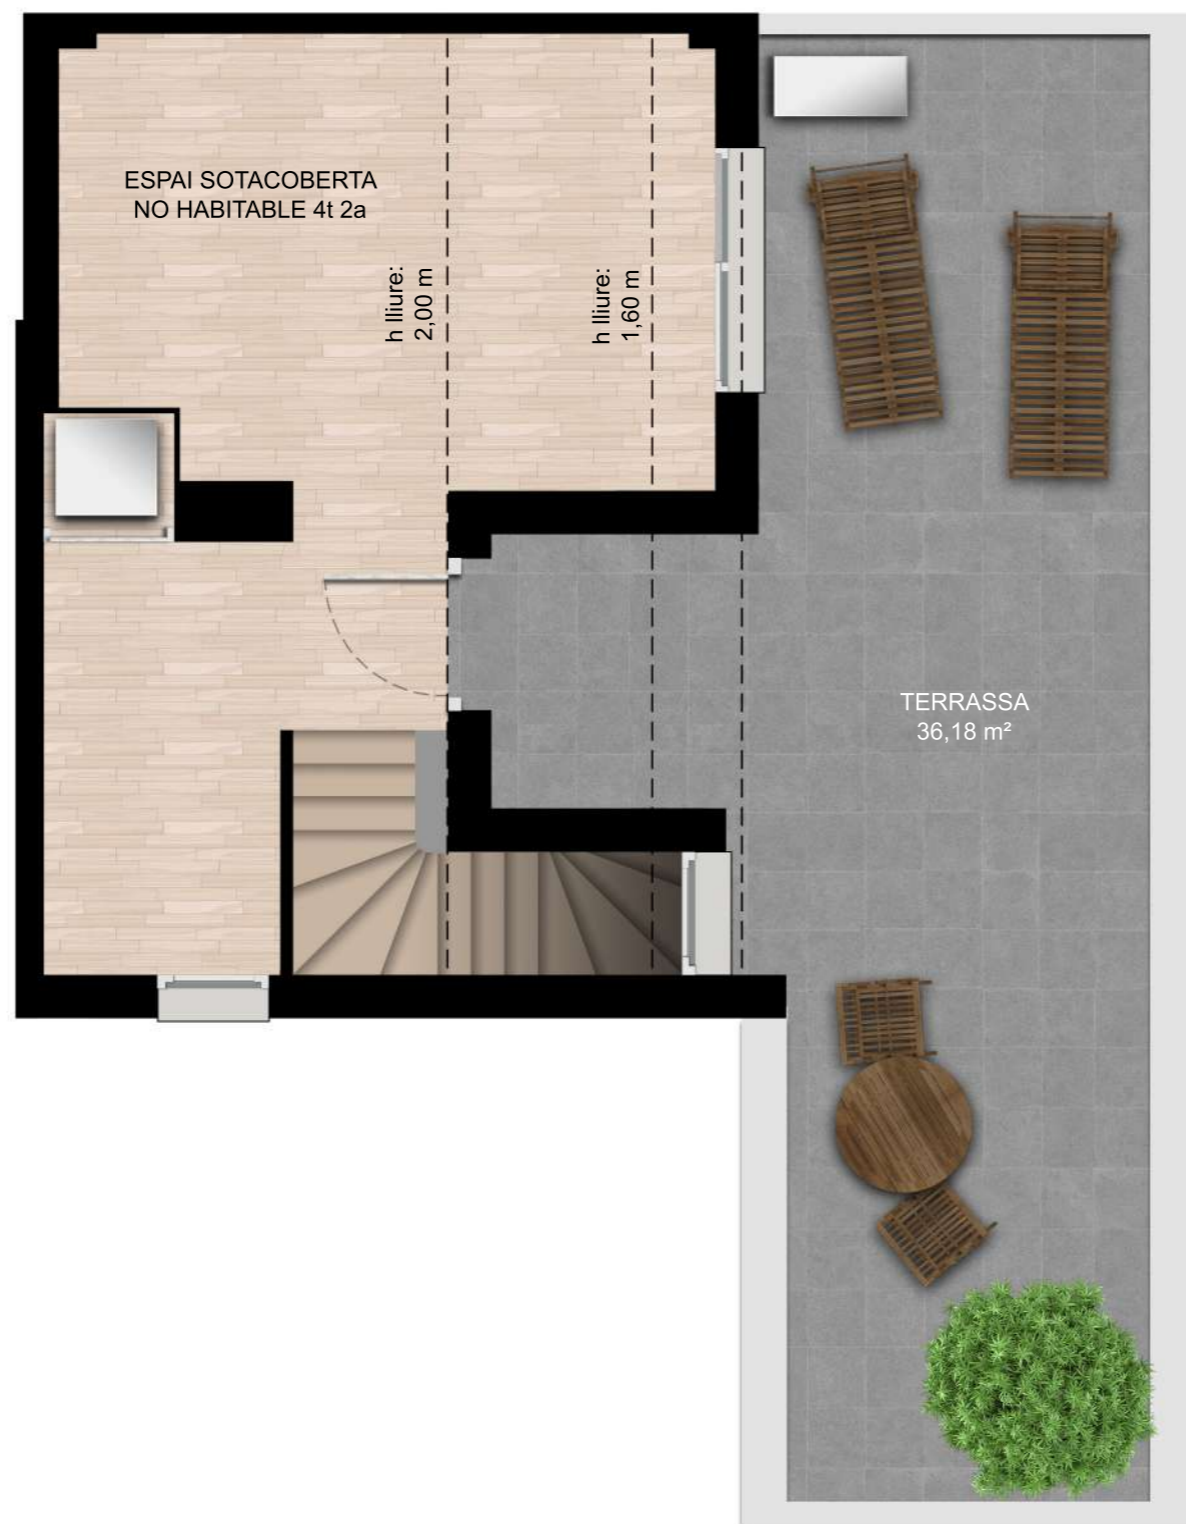 ESPAI SOTACOBERTA
NO HABITABLE 4t 2a
h lliure:
2,00 m
h lliure:
1,60 m
TERRASSA
36,18 m²